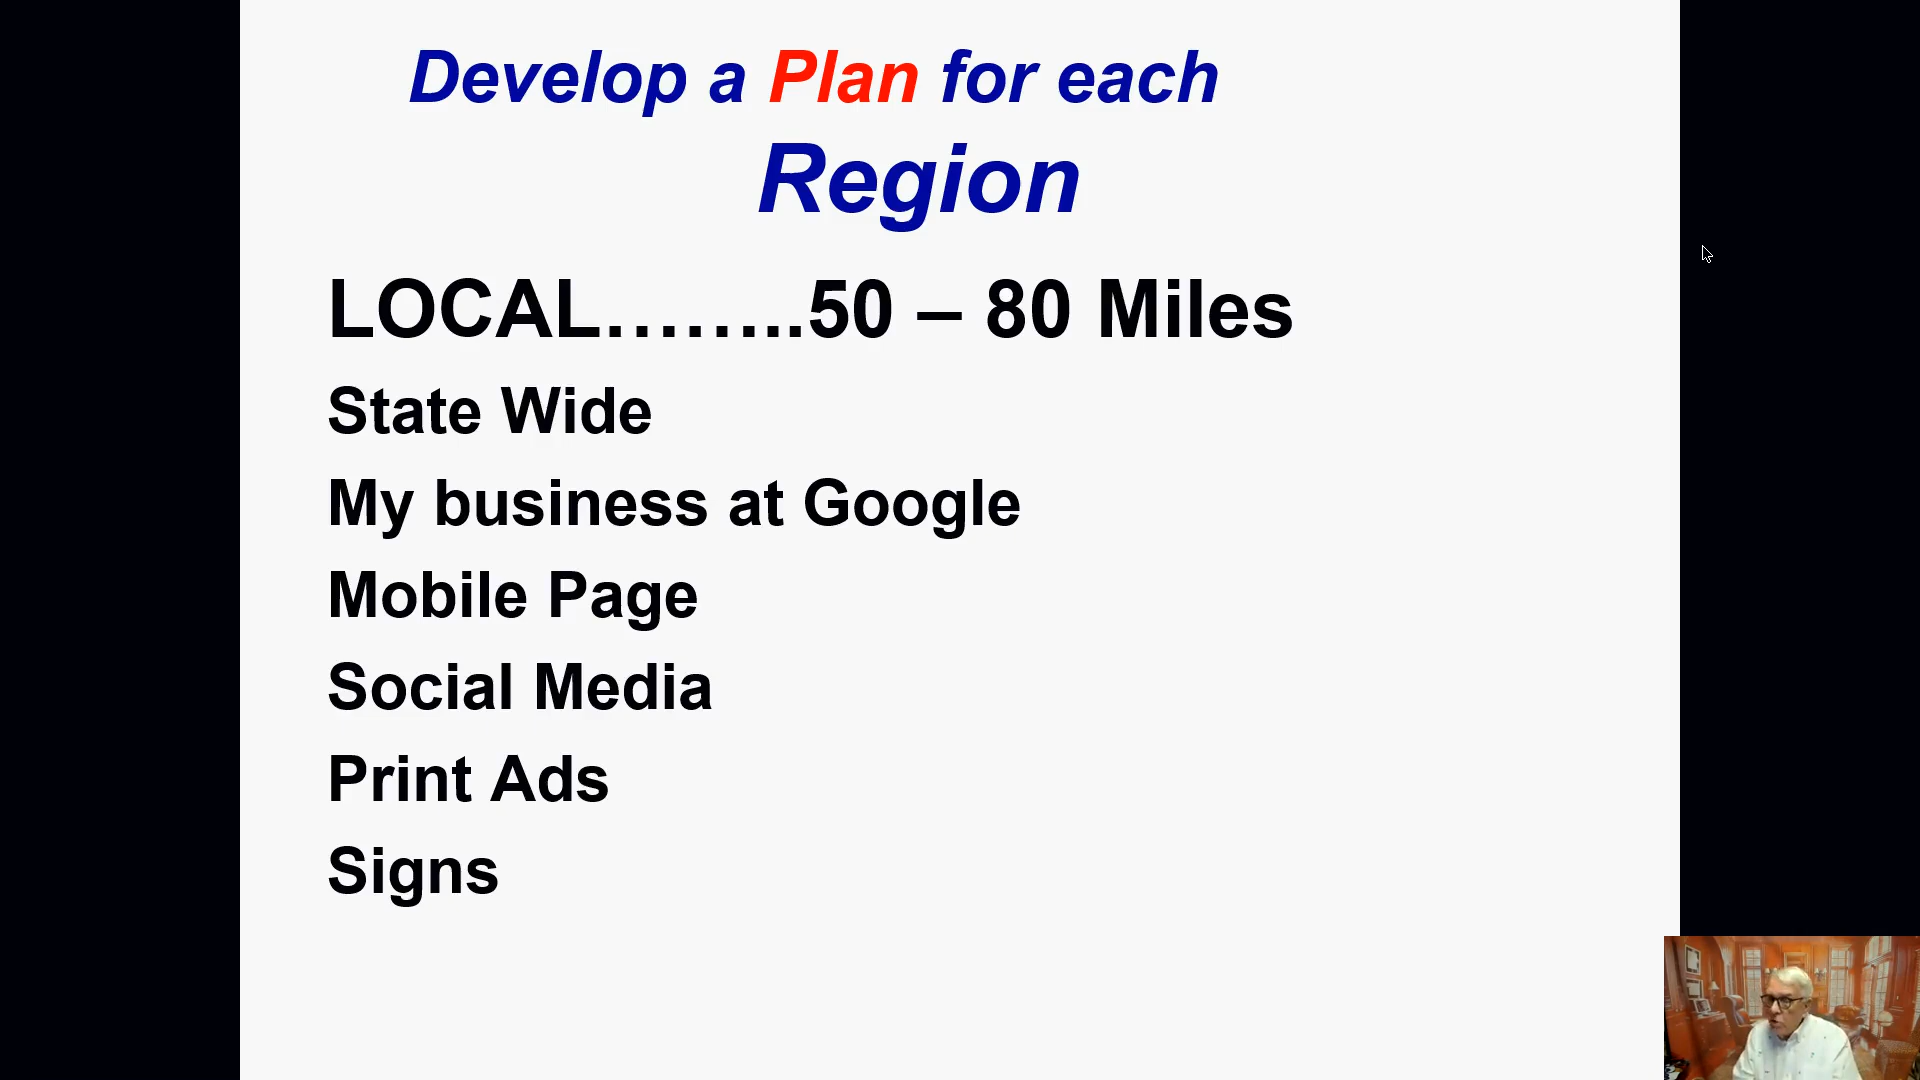 Develop a Plan for each
Region
LOCAL……..50 – 80 Miles
State Wide
My business at Google
Mobile Page
Social Media
Print Ads
Signs